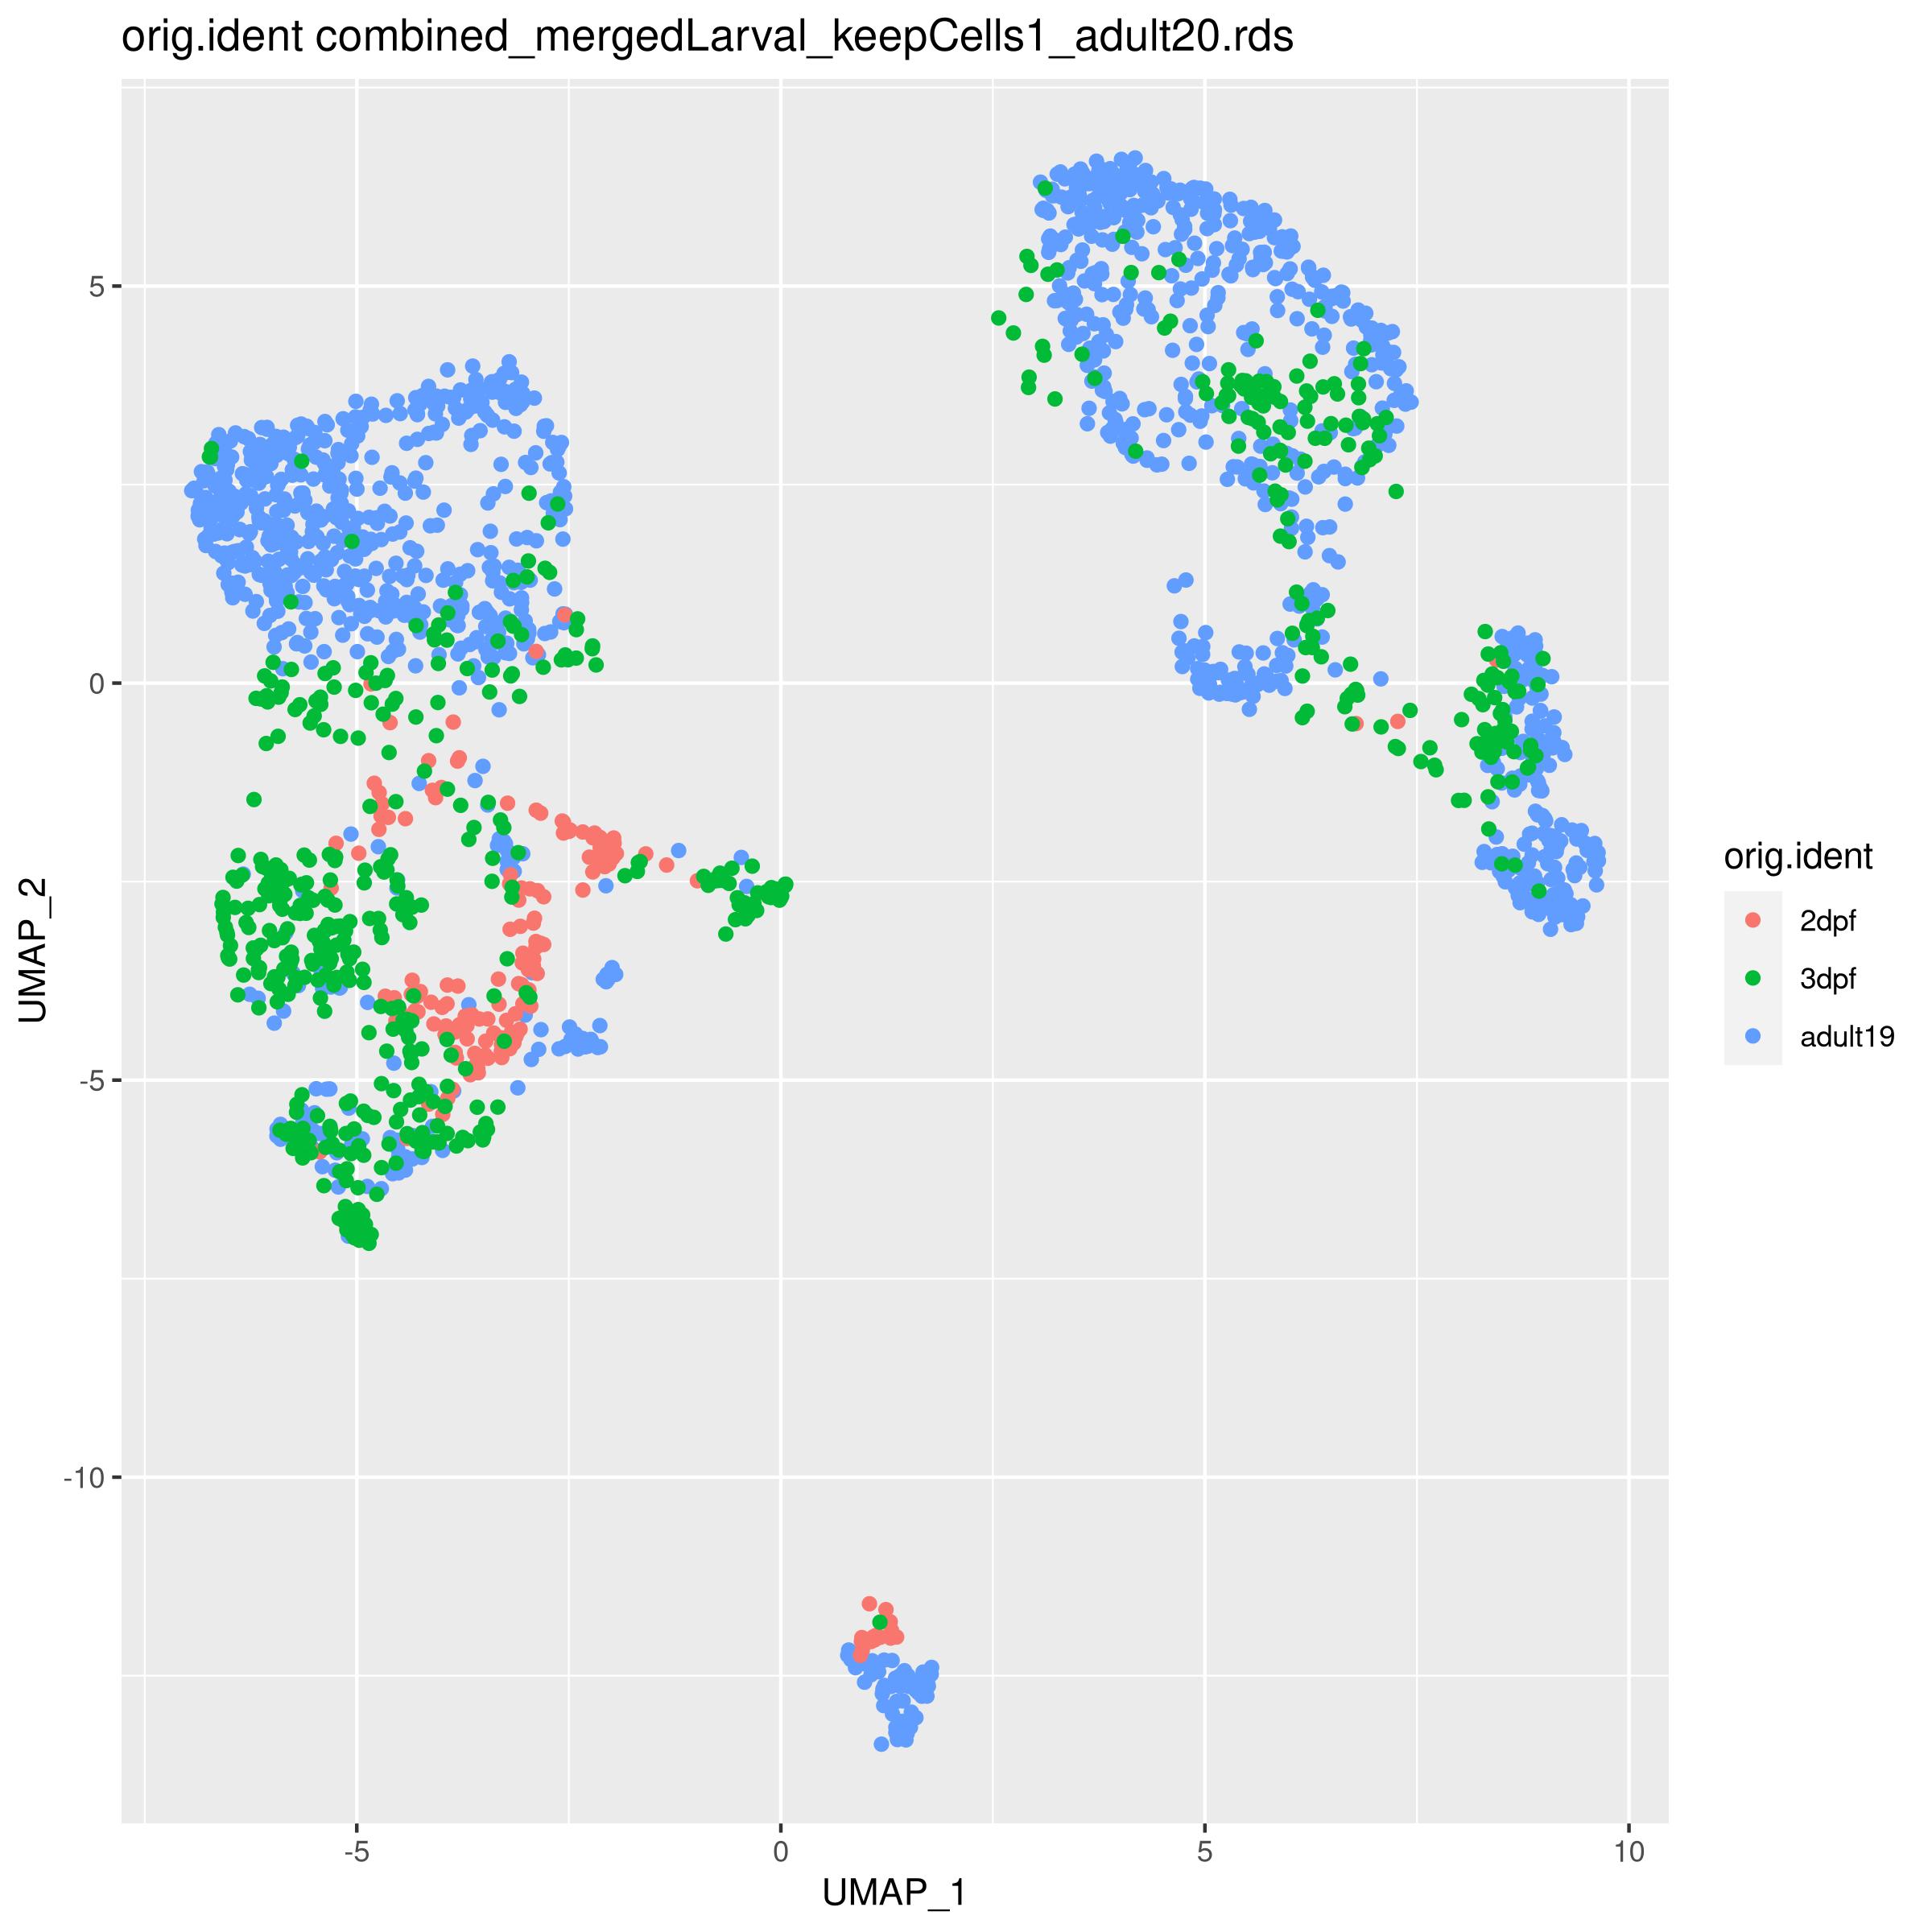 orig.ident combined_mergedLarval_keepCells1_adult20.rds
5
0
-5
-10
UMAP_2
-5
0
5
10
UMAP_1
orig.ident
2dpf
3dpf
adult19